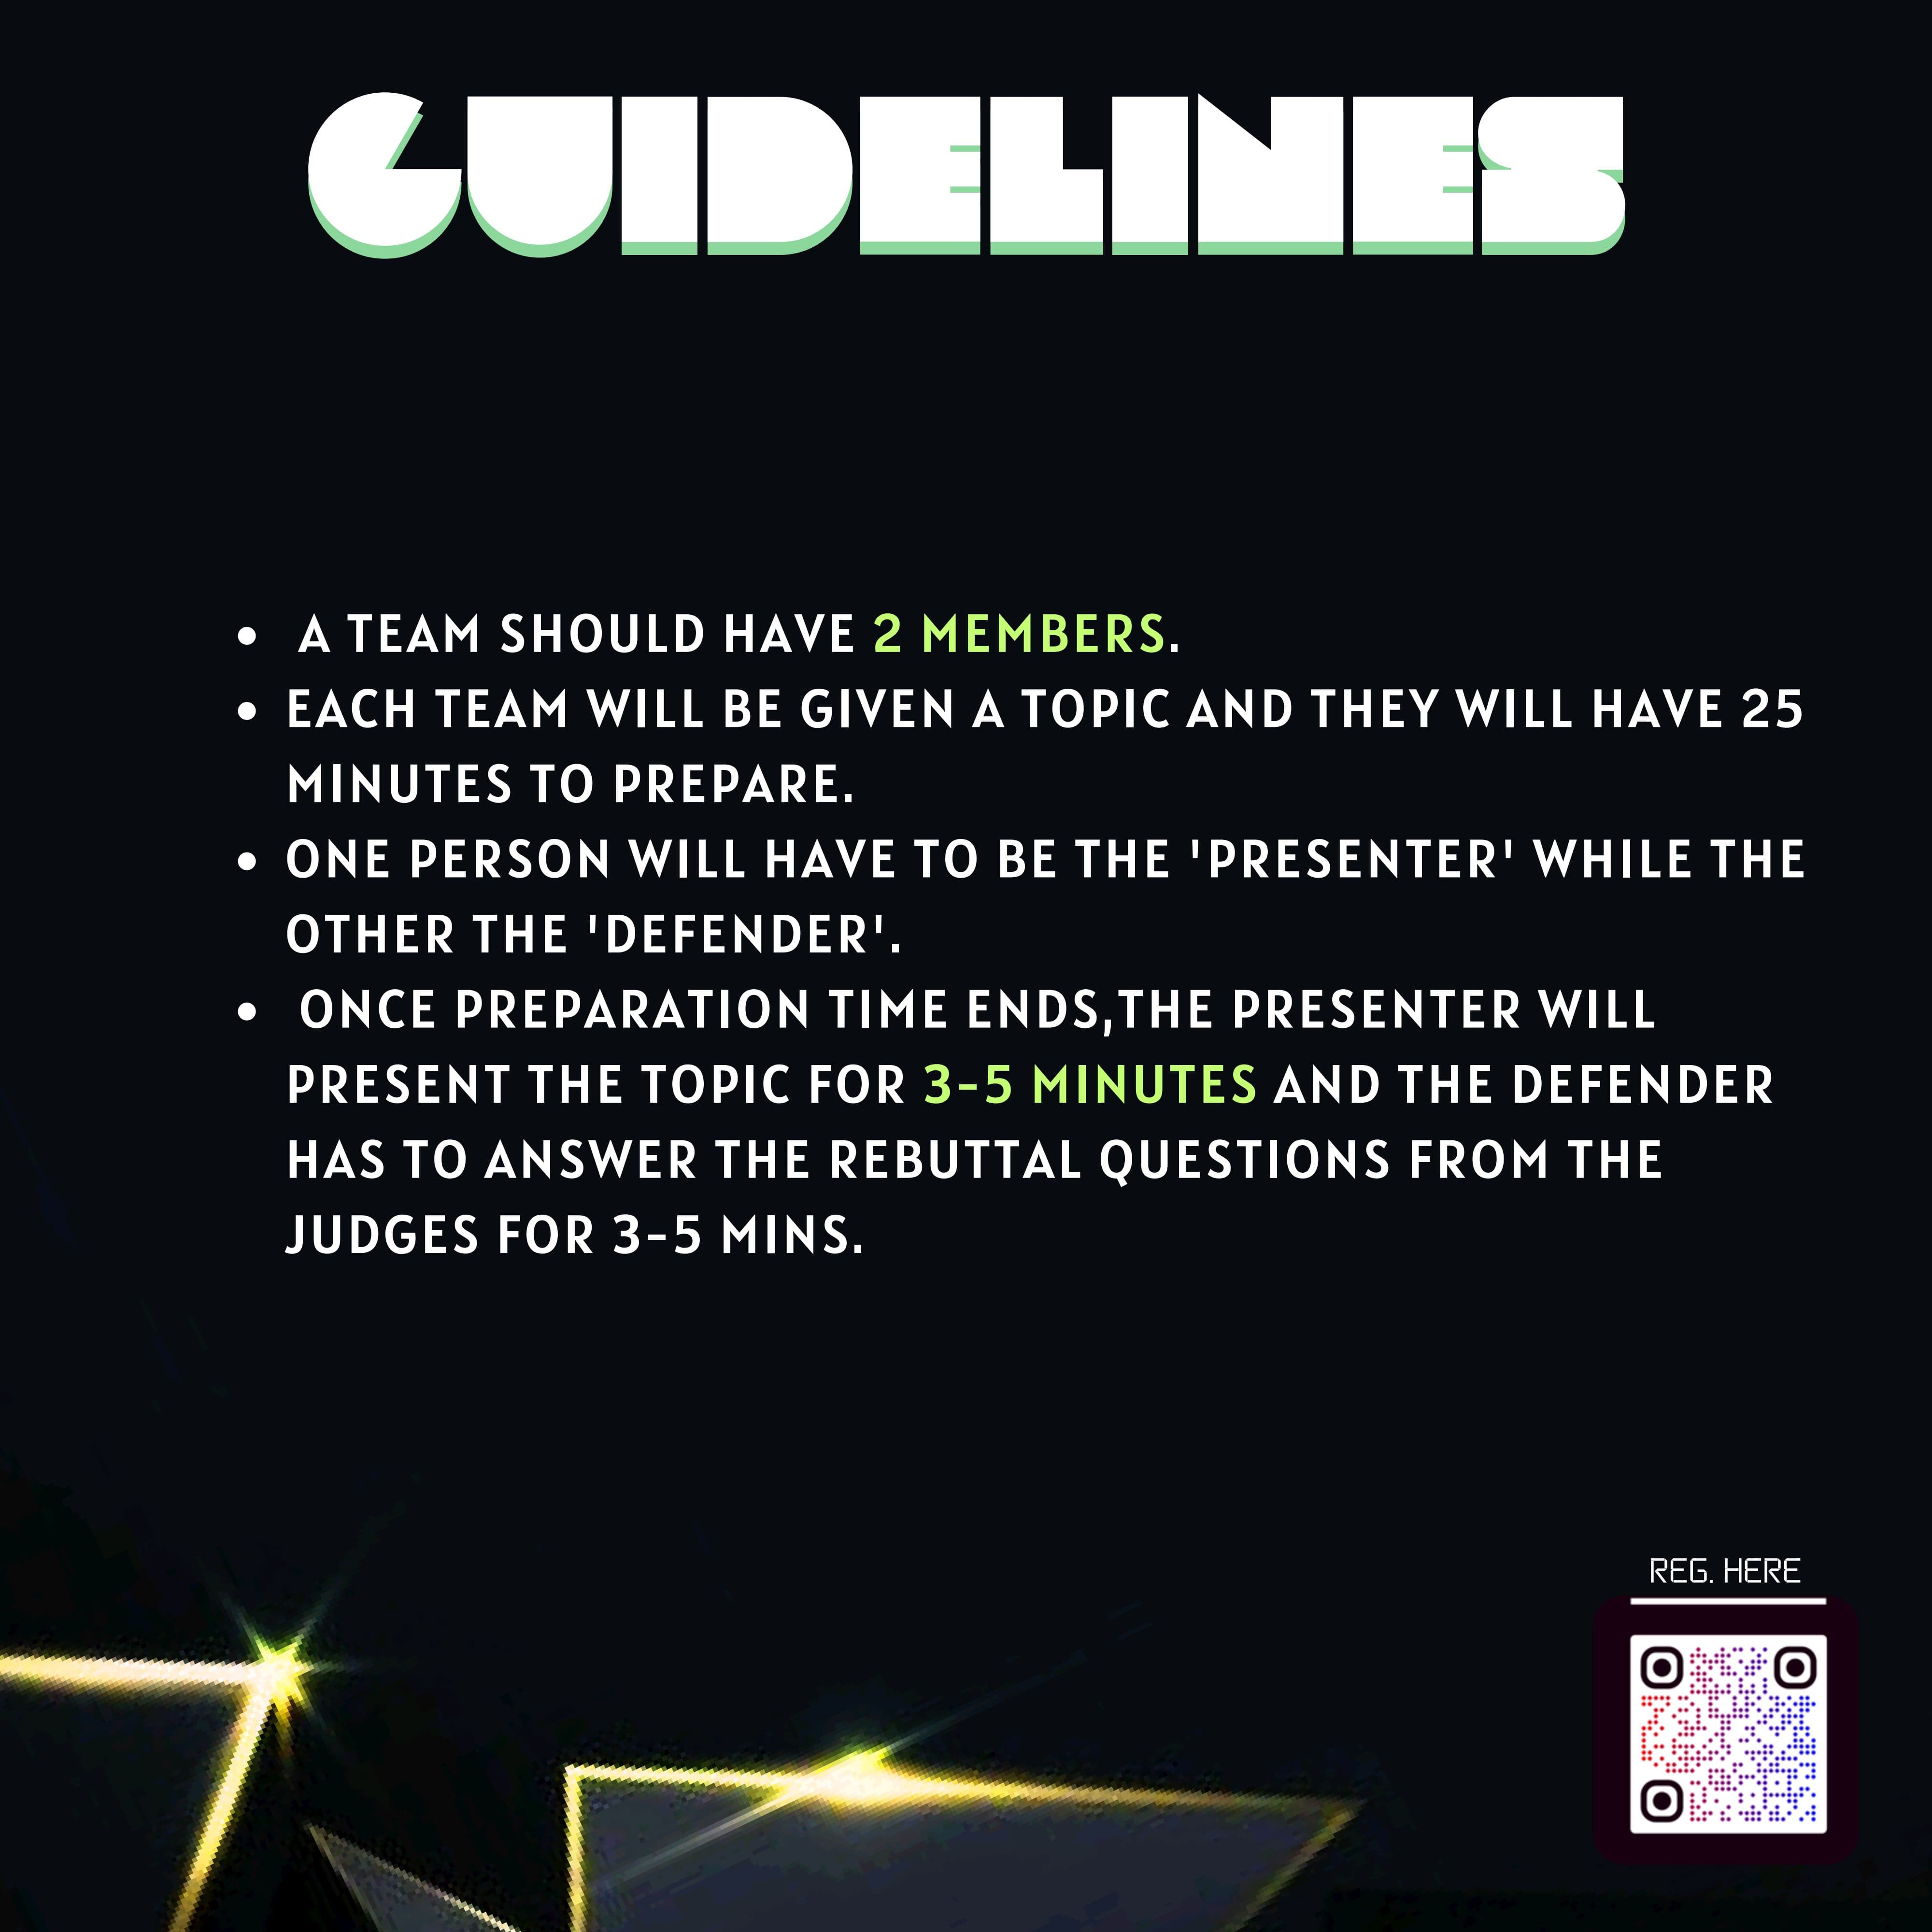 GUIDELINES
• A TEAM SHOULD HAVE 2 MEMBERS.
• EACH TEAM WILL BE GIVEN A TOPIC AND THEY WILL HAVE 25
MINUTES TO PREPARE.
• ONE PERSON WILL HAVE TO BE THE 'PRESENTER' WHILE THE
OTHER THE 'DEFENDER'.
• ONCE PREPARATION TIME ENDS,THE PRESENTER WILL
PRESENT THE TOPIC FOR 3-5 MINUTES AND THE DEFENDER
HAS TO ANSWER THE REBUTTAL QUESTIONS FROM THE
JUDGES FOR 3-5 MINS.
REG. HERE